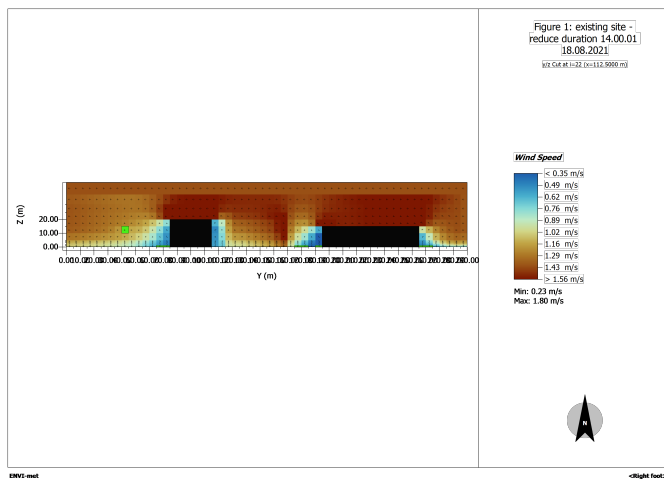 Figure 1: existing site -
reduce duration 14.00.01
18.08.2021
y/z Cut at i=22 (x=112.5000 m)
Wind Speed
< 0.35 m/s
0.49 m/s
0.62 m/s
0.76 m/s
0.89 m/s
1.02 m/s
1.16 m/s
1.29 m/s
1.43 m/s
> 1.56 m/s
Min: 0.23 m/s
Max: 1.80 m/s
Z (m)
20.00
10.00
0.00
Y (m)
N
ENVI-met
<Right foot